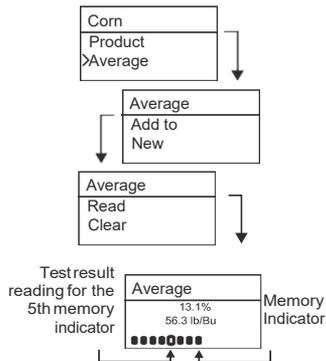 Corn
Product
>Average
Average
Add to
New
Average
Read
Clear
Test result
reading for the
5th memory
indicator
Average
13.1%
56.3 lb/Bu
Memory
Indicator